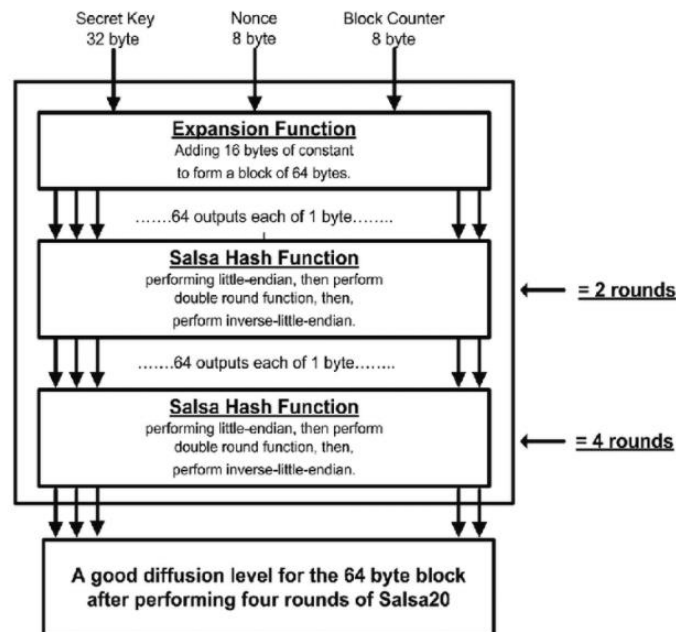 Secret Key Nonce Block Counter
32 byte 8 byte 8 byte
Expansion Function
Adding 16 bytes of constant
to form a block of 64 bytes.
.......64 outputs each of 1 byte........
Salsa Hash Function
performing little-endian, then perform
double round function, then,
perform inverse-little-endian.
= 2 rounds
.......64 outputs each of 1 byte........
Salsa Hash Function
performing little-endian, then perform
double round function, then,
perform inverse-little-endian.
= 4 rounds
A good diffusion level for the 64 byte block
after performing four rounds of Salsa20